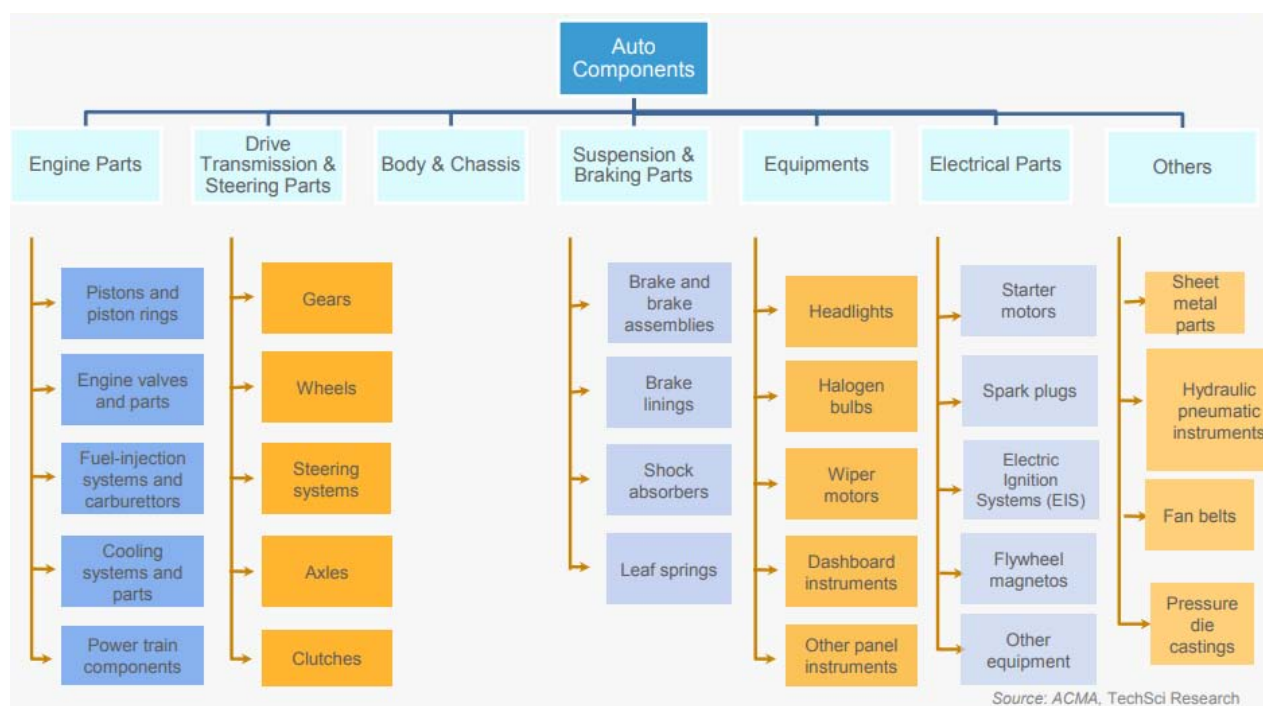 Auto
Components
Engine Parts
Drive
Transmission &
Steering Parts
Body & Chassis
Suspension &
Braking Parts
Equipments
Electrical Parts
Others
Pistons and
piston rings
Engine valves
and parts
Fuel-injection
systems and
carburettors
Cooling
systems and
parts
Power train
components
Gears
Wheels
Steering
systems
Axles
Clutches
Brake and
brake
assemblies
Brake
linings
Shock
absorbers
Leaf springs
Headlights
Halogen
bulbs
Wiper
motors
Dashboard
instruments
Other panel
instruments
Starter
motors
Spark plugs
Electric
Ignition
Systems (EIS)
Flywheel
magnetos
Other
equipment
Sheet
metal
parts
Hydraulic
pneumatic
instruments
Fan belts
Pressure
die
castings
Source: ACMA, TechSci Research